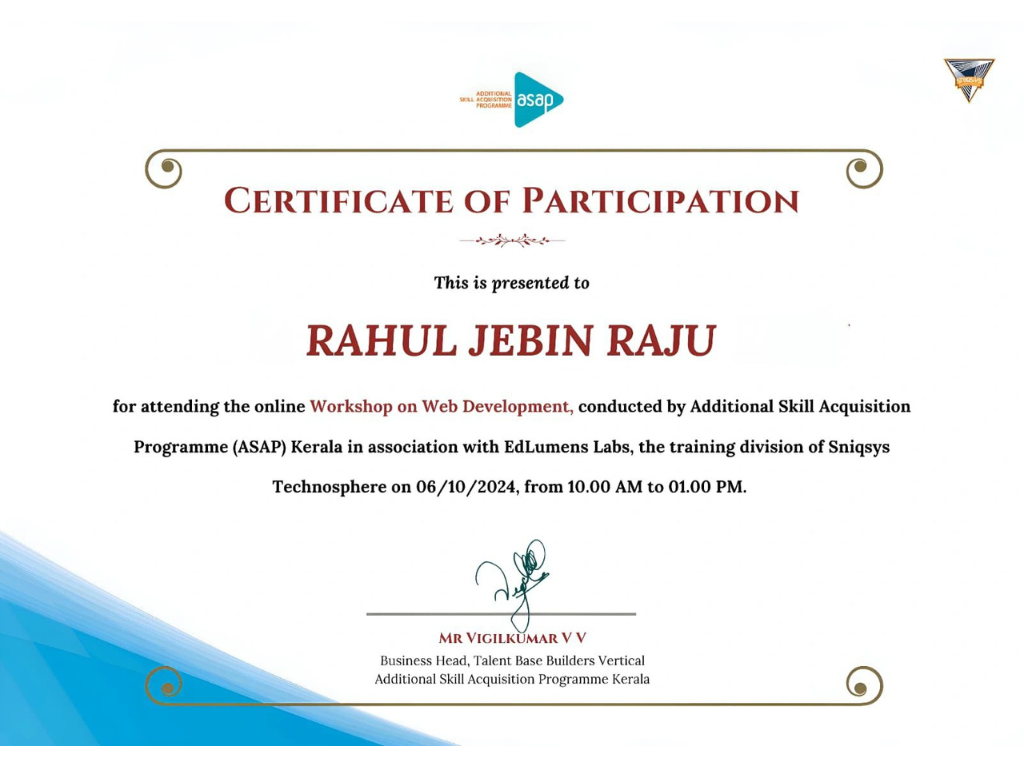 ADDITIONAL
SKILL ACQUISITION
PROGRAMME
asap
CERTIFICATE OF PARTICIPATION
This is presented to
RAHUL JEBIN RAJU
for attending the online Workshop on Web Development, conducted by Additional Skill Acquisition
Programme (ASAP) Kerala in association with EdLumens Labs, the training division of Sniqsys
Technosphere on 06/10/2024, from 10.00 AM to 01.00 PM.
MR VIGILKUMAR V V
Business Head, Talent Base Builders Vertical
Additional Skill Acquisition Programme Kerala